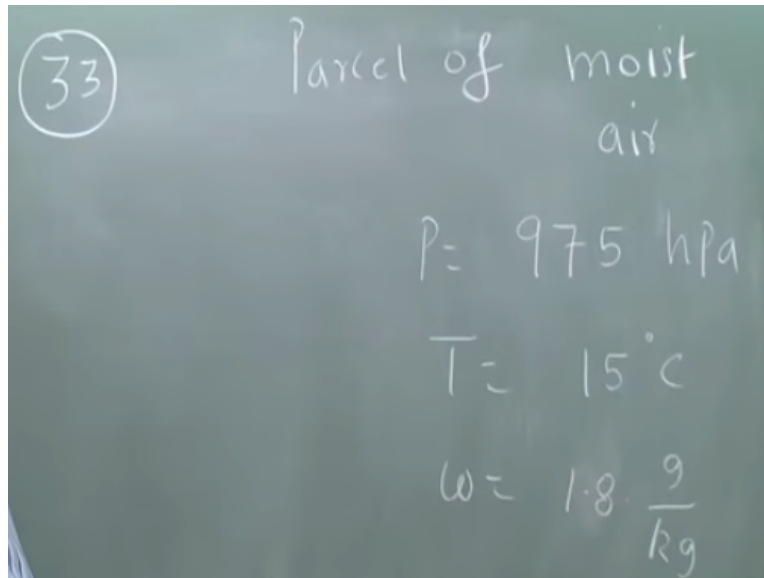 33 Parcel of moist
air
P= 975 hPa
T= 15°C
w= 1.8 g/kg